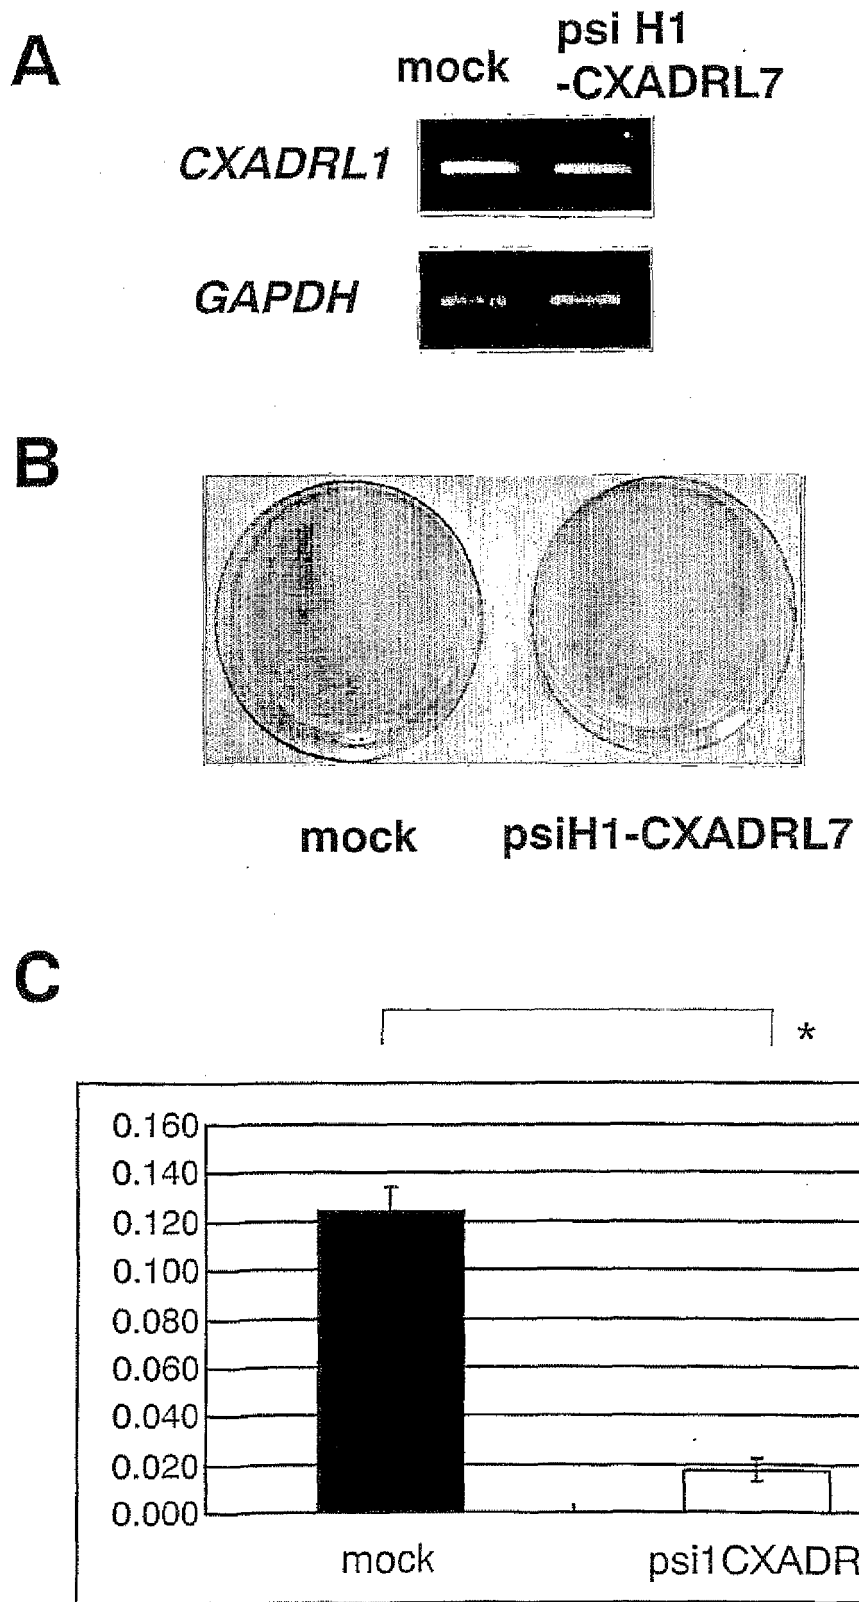 A
mock
psi H1
-CXADRL7
CXADRL1
GAPDH
B
mock
psiH1-CXADRL7
C
*
0.160
0.140
0.120
0.100
0.080
0.060
0.040
0.020
0.000
mock
psi1CXADR